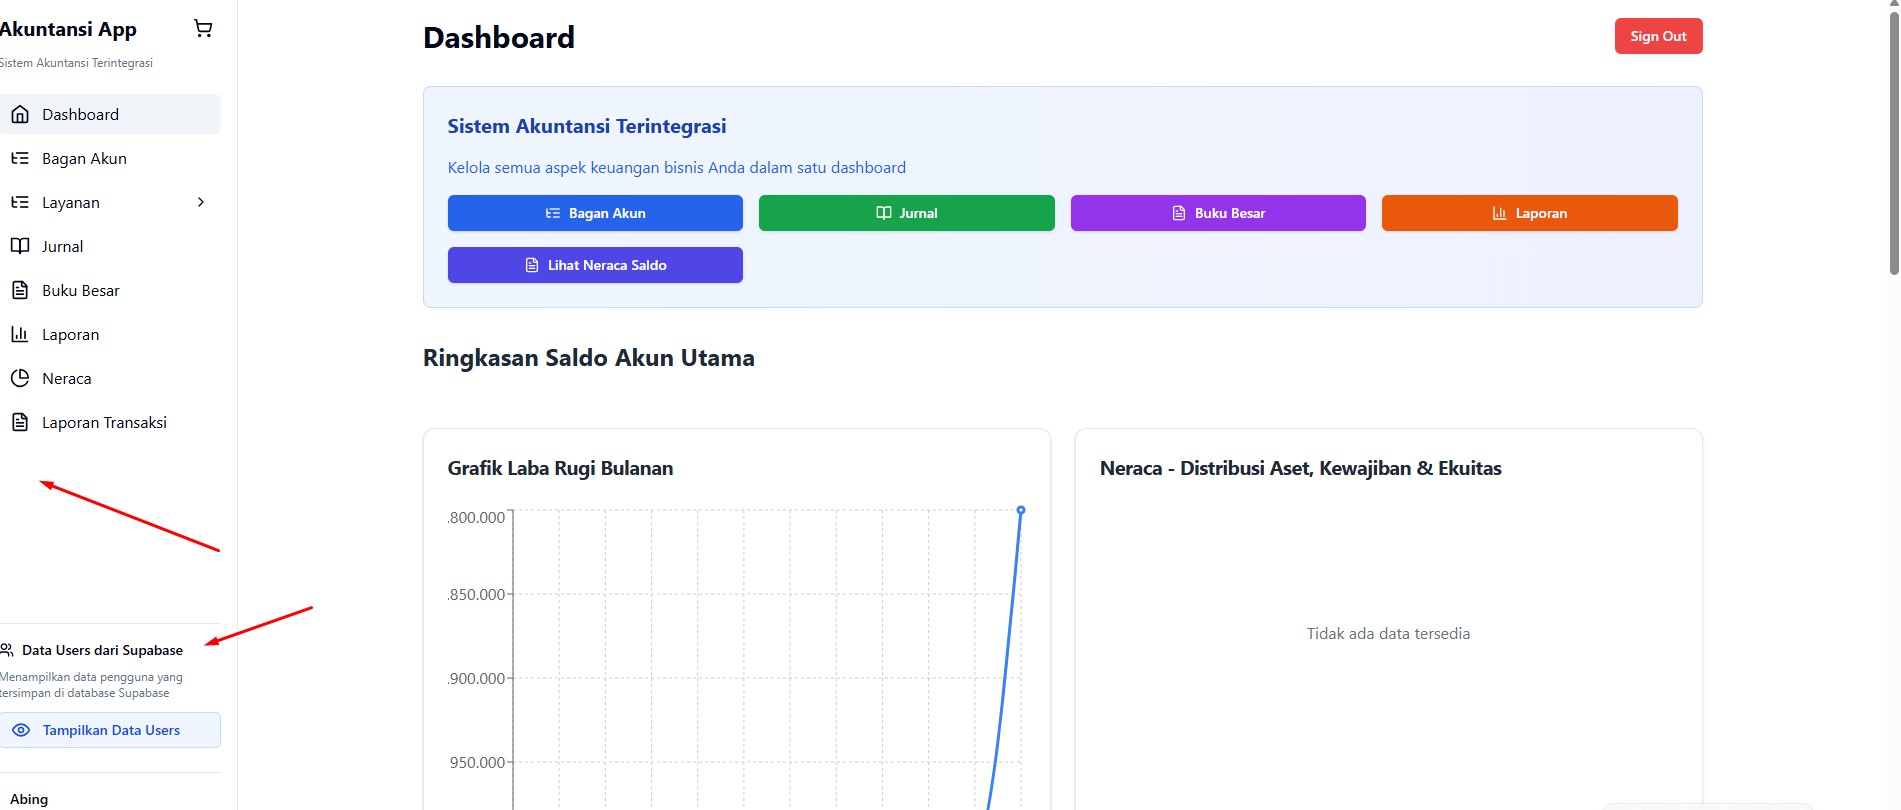 Akuntansi App
Sistem Akuntansi Terintegrasi
Dashboard
Bagan Akun
Layanan
Jurnal
Buku Besar
Laporan
Neraca
Laporan Transaksi
Data Users dari Supabase
Menampilkan data pengguna yang
tersimpan di database Supabase
Tampilkan Data Users
Abing
Dashboard
Sign Out
Sistem Akuntansi Terintegrasi
Kelola semua aspek keuangan bisnis Anda dalam satu dashboard
Bagan Akun
Jurnal
Buku Besar
Laporan
Lihat Neraca Saldo
Ringkasan Saldo Akun Utama
Grafik Laba Rugi Bulanan
.800.000
.850.000
.900.000
950.000
Neraca - Distribusi Aset, Kewajiban & Ekuitas
Tidak ada data tersedia